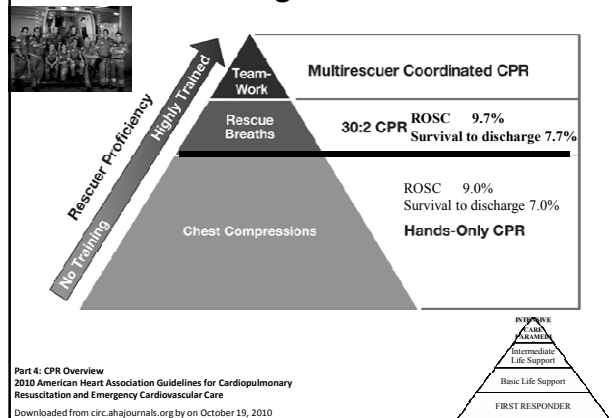 Team-
Work
Multirescuer Coordinated CPR
Rescue
Breaths
30:2 CPR
ROSC 9.7%
Survival to discharge 7.7%
ROSC 9.0%
Survival to discharge 7.0%
Hands-Only CPR
Chest Compressions
Rescuer Proficiency
Highly Trained
No Training
INTENSIVE
CARE
PARAMEDI
Intermediate
Life Support
Basic Life Support
FIRST RESPONDER
Part 4: CPR Overview
2010 American Heart Association Guidelines for Cardiopulmonary
Resuscitation and Emergency Cardiovascular Care
Downloaded from circ.ahajournals.org by on October 19, 2010